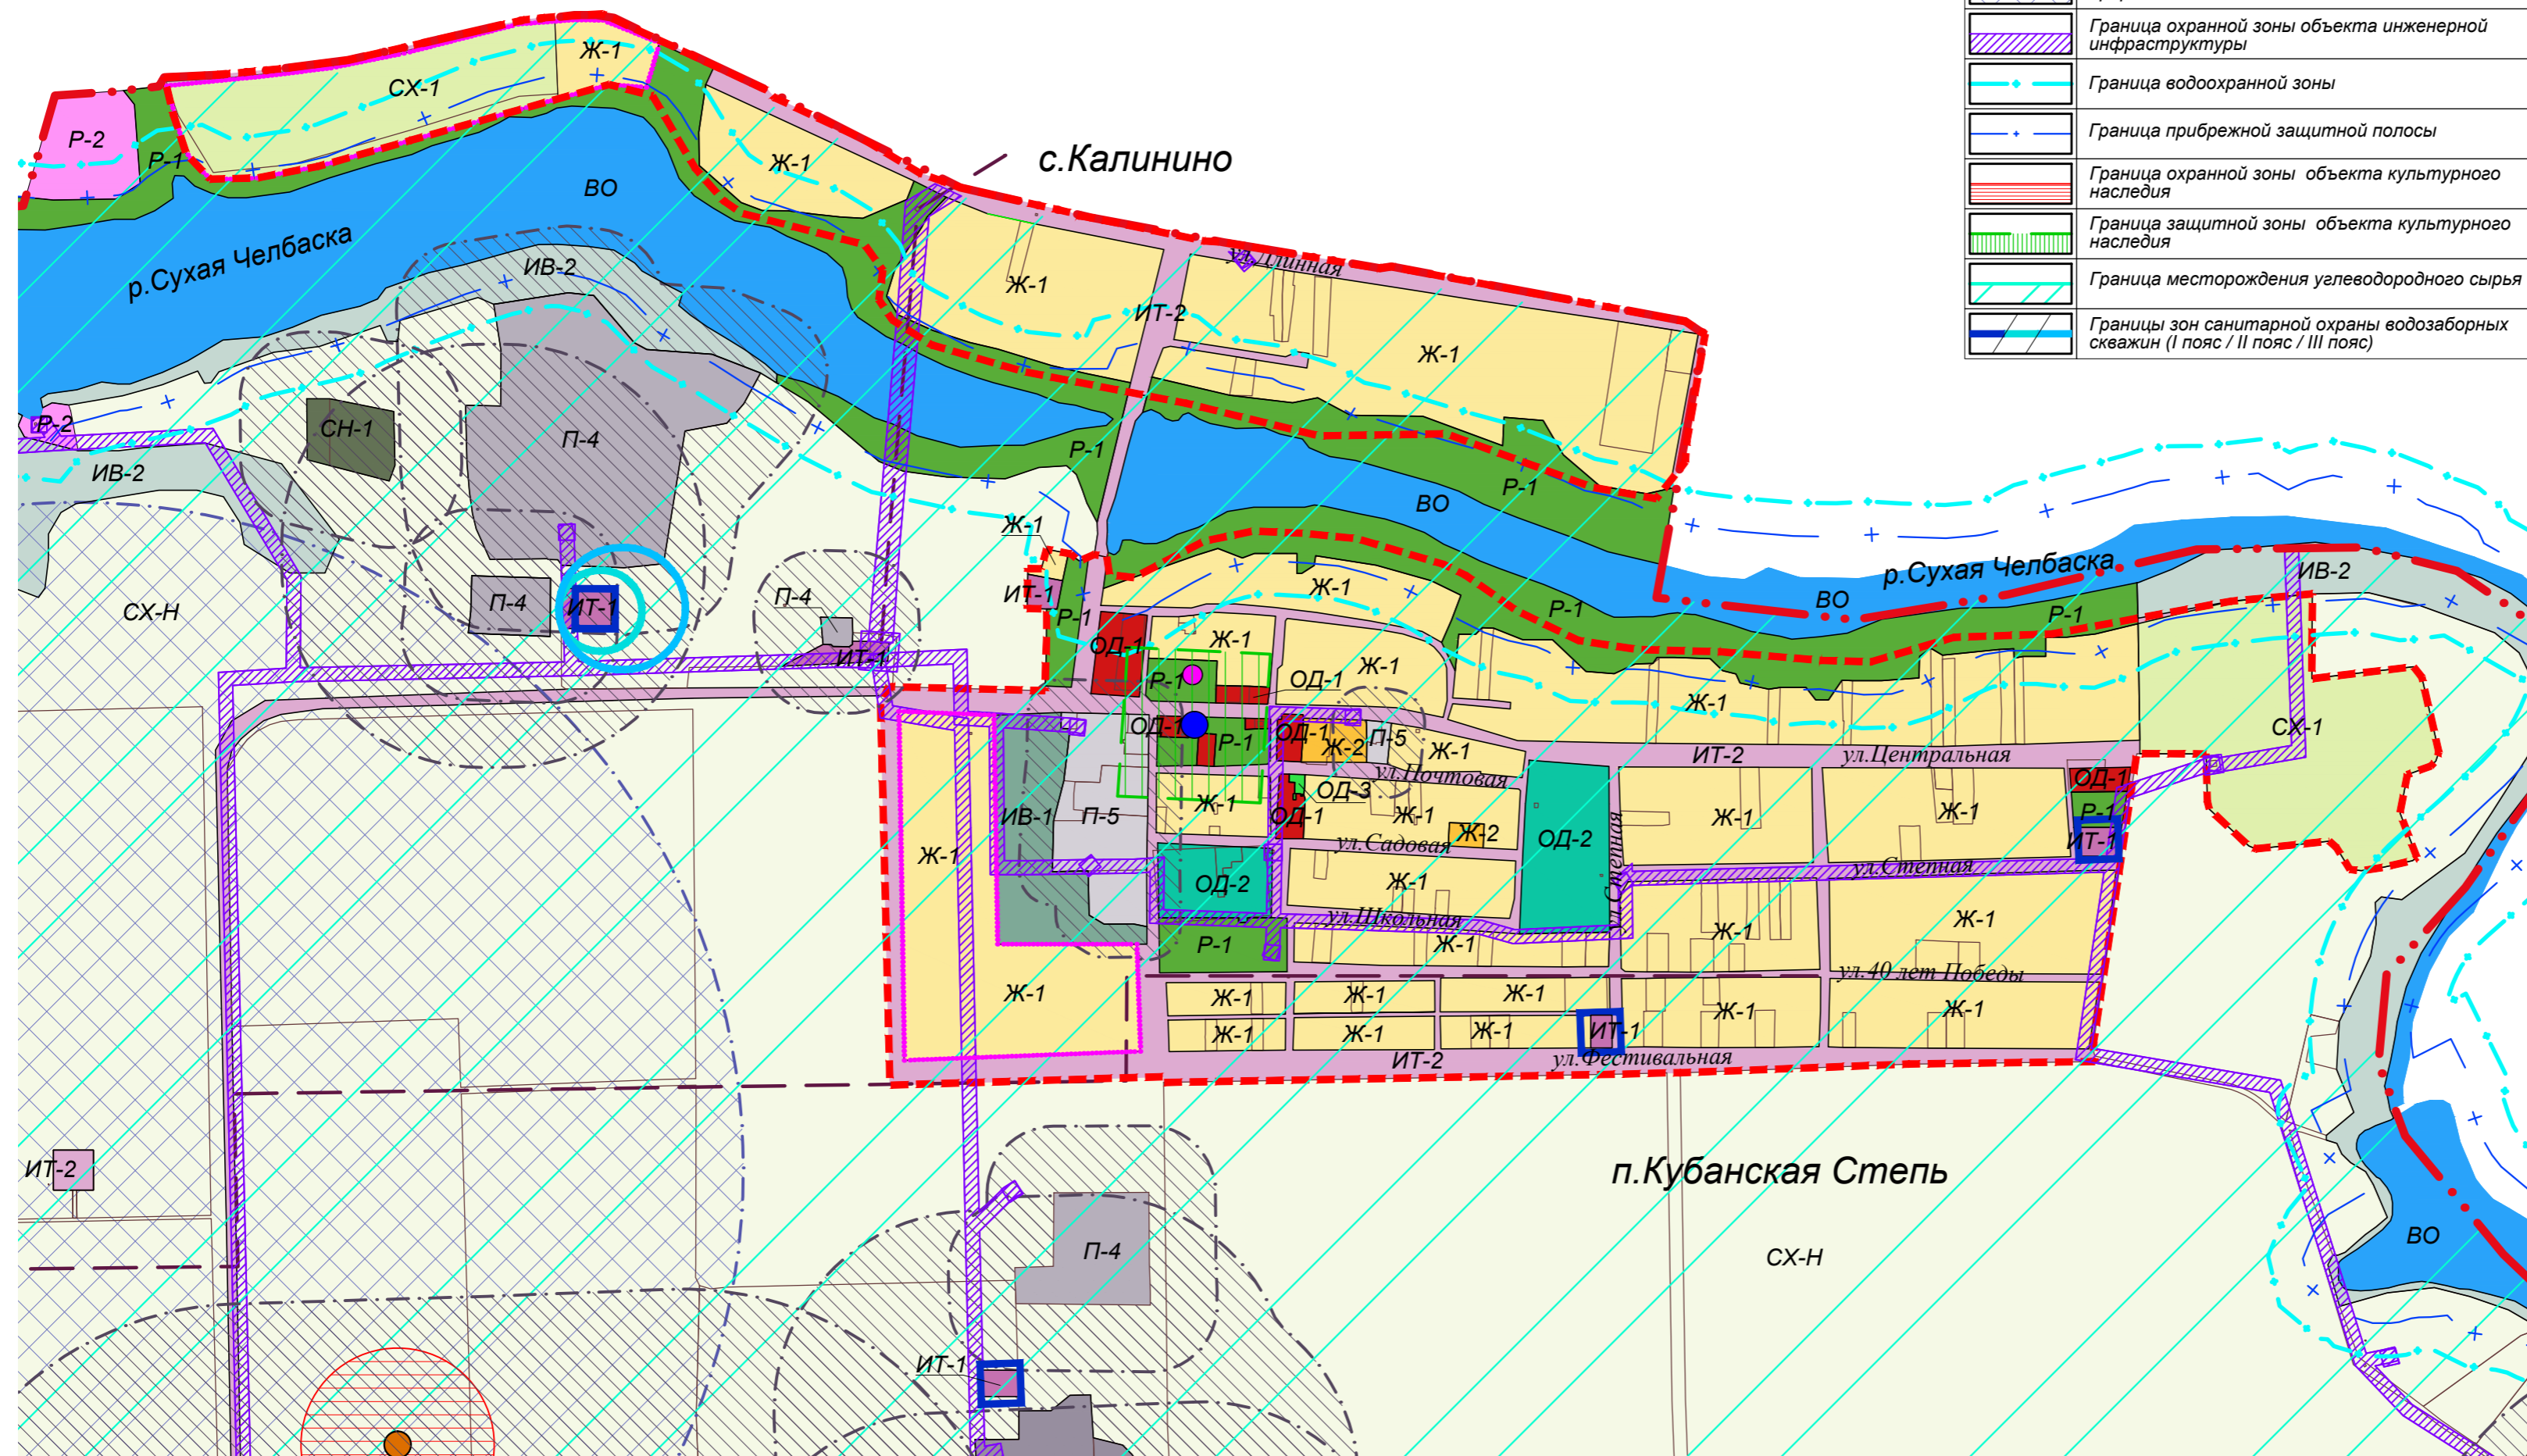 Граница охранной зоны объекта инженерной
инфраструктуры
Граница водоохранной зоны
Граница прибрежной защитной полосы
Граница охранной зоны объекта культурного
наследия
Граница защитной зоны объекта культурного
наследия
Граница месторождения углеводородного сырья
Границы зон санитарной охраны водозаборных
скважин (I пояс / II пояс / III пояс)
Ж-1
СХ-1
Р-2
Р-1
Ж-1
с.Калинино
ВО
р.Сухая Челбаска
ИВ-2
Ж-1
ул.Длинная
ИТ-2
Ж-1
Р-2
СН-1
П-4
Р-1
ИВ-2
Р-1
ВО
Ж-1
р.Сухая Челбаска
ИВ-2
СХ-Н
П-4
ИТ-1
П-4
ИТ-1
Ж-1
Р-1
ВО
Р-1
Р-1
ОД-1
Ж-1
ИТ-1
Ж-1
Р-1
ОД-1
Ж-1
СХ-1
ОД-1
Р-1
ОД-1
Ж-2
П-5
Ж-1
ИТ-2
ул.Центральная
ул.Почтовая
ОД-1
ОД-3
Ж-1
ИВ-1
П-5
ОД-1
Ж-1
Ж-1
Ж-1
Р-1
Ж-2
ОД-2
ул.Садовая
ИТ-1
Ж-1
ул.Степная
ул.Степная
ОД-2
Ж-1
ул.Школьная
Ж-1
Р-1
Ж-1
Ж-1
ул.40 лет Победы
Ж-1
Ж-1
Ж-1
Ж-1
Ж-1
Ж-1
Ж-1
Ж-1
Ж-1
ИТ-1
ИТ-2
ул.Фестивальная
ИТ-2
п.Кубанская Степь
ВО
П-4
СХ-Н
ИТ-1